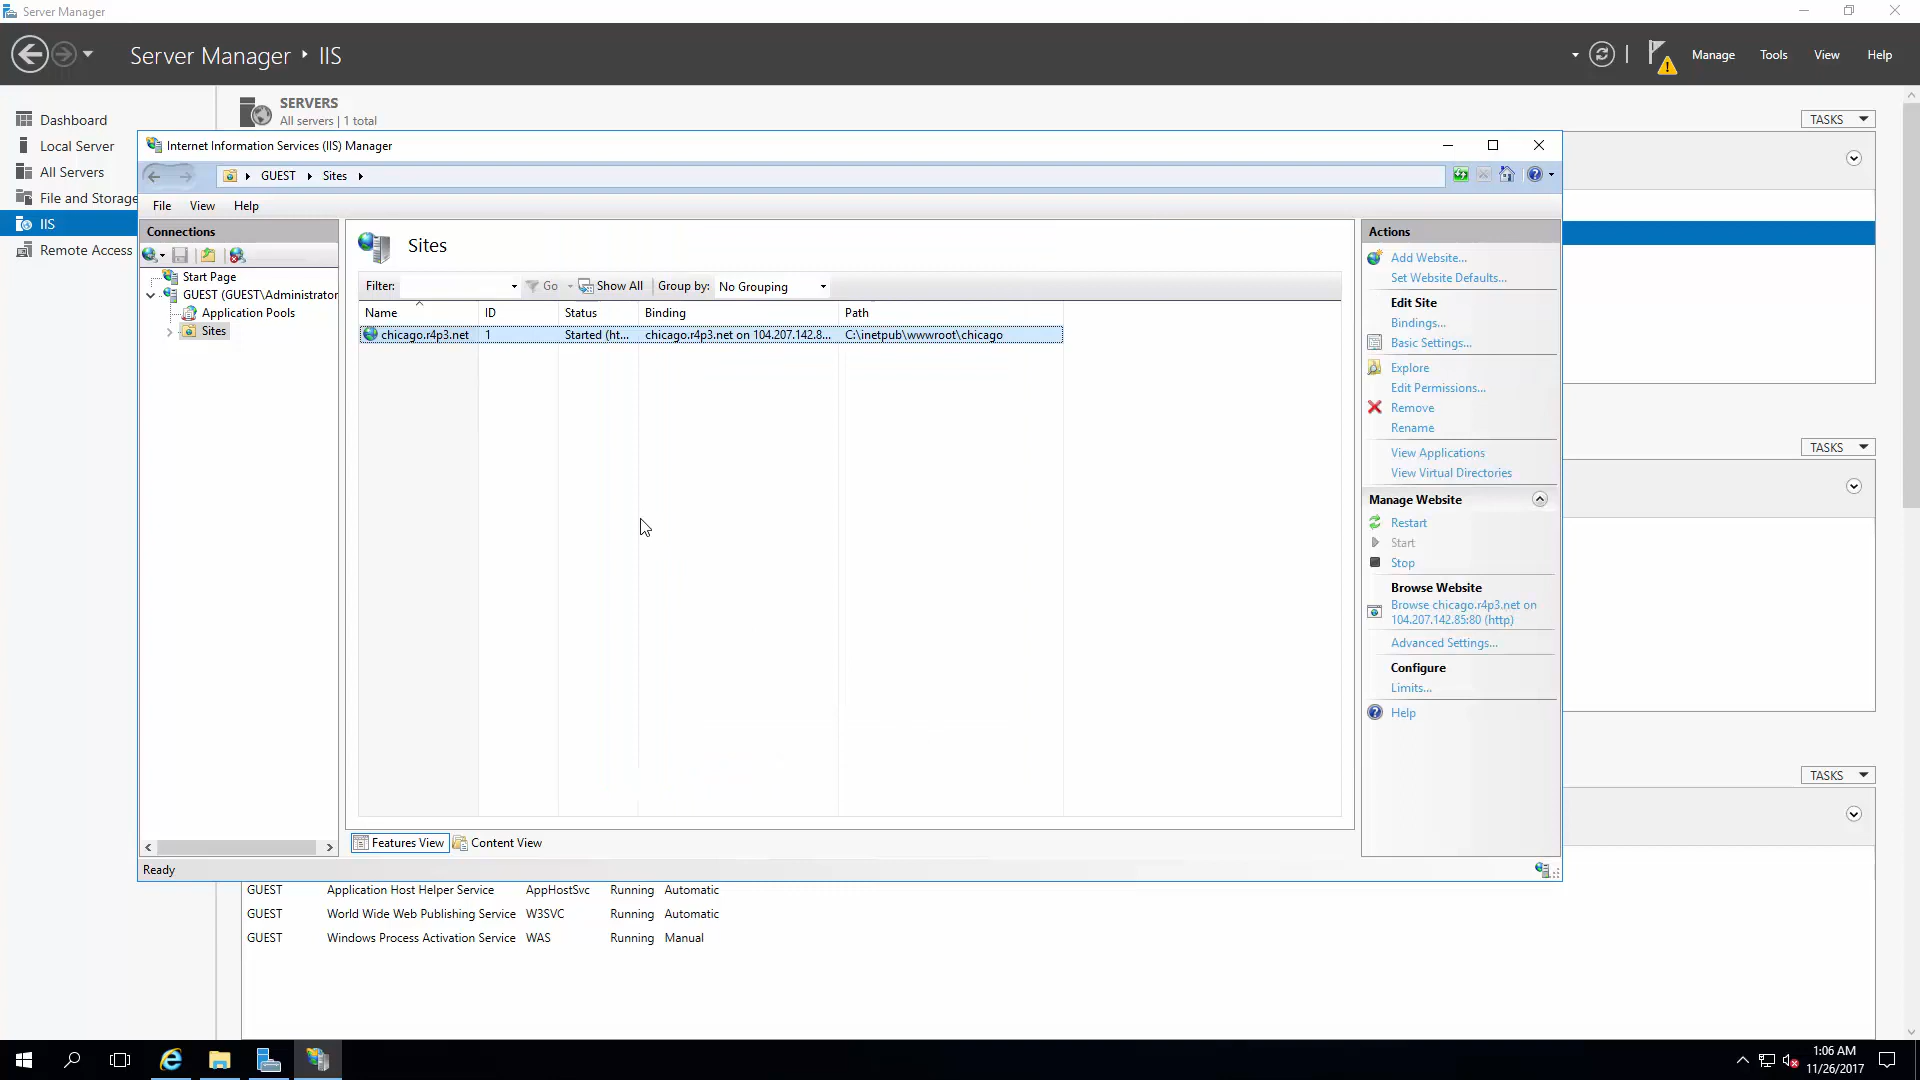 Server Manager
Server Manager ‣ IIS
Manage
Tools
View
Help
Dashboard
Local Server
All Servers
File and Storage
IIS
Remote Access
SERVERS
All servers | 1 total
TASKS
Internet Information Services (IIS) Manager
GUEST
Sites
File
View
Help
Connections
Start Page
GUEST (GUEST\Administrator
Application Pools
Sites
Sites
Filter:
Go
Show All
Group by:
No Grouping
Name
ID
Status
Binding
Path
chicago.r4p3.net
1
Started (ht...
chicago.r4p3.net on 104.207.142.8...
C:\inetpub\wwwroot\chicago
Features View
Content View
Ready
Actions
Add Website...
Set Website Defaults...
Edit Site
Bindings...
Basic Settings...
Explore
Edit Permissions...
Remove
Rename
View Applications
View Virtual Directories
Manage Website
Restart
Start
Stop
Browse Website
Browse chicago.r4p3.net on
104.207.142.85:80 (http)
Advanced Settings...
Configure
Limits...
Help
TASKS
TASKS
GUEST Application Host Helper Service AppHostSvc Running Automatic
GUEST World Wide Web Publishing Service W3SVC Running Automatic
GUEST Windows Process Activation Service WAS Running Manual
1:06 AM
11/26/2017